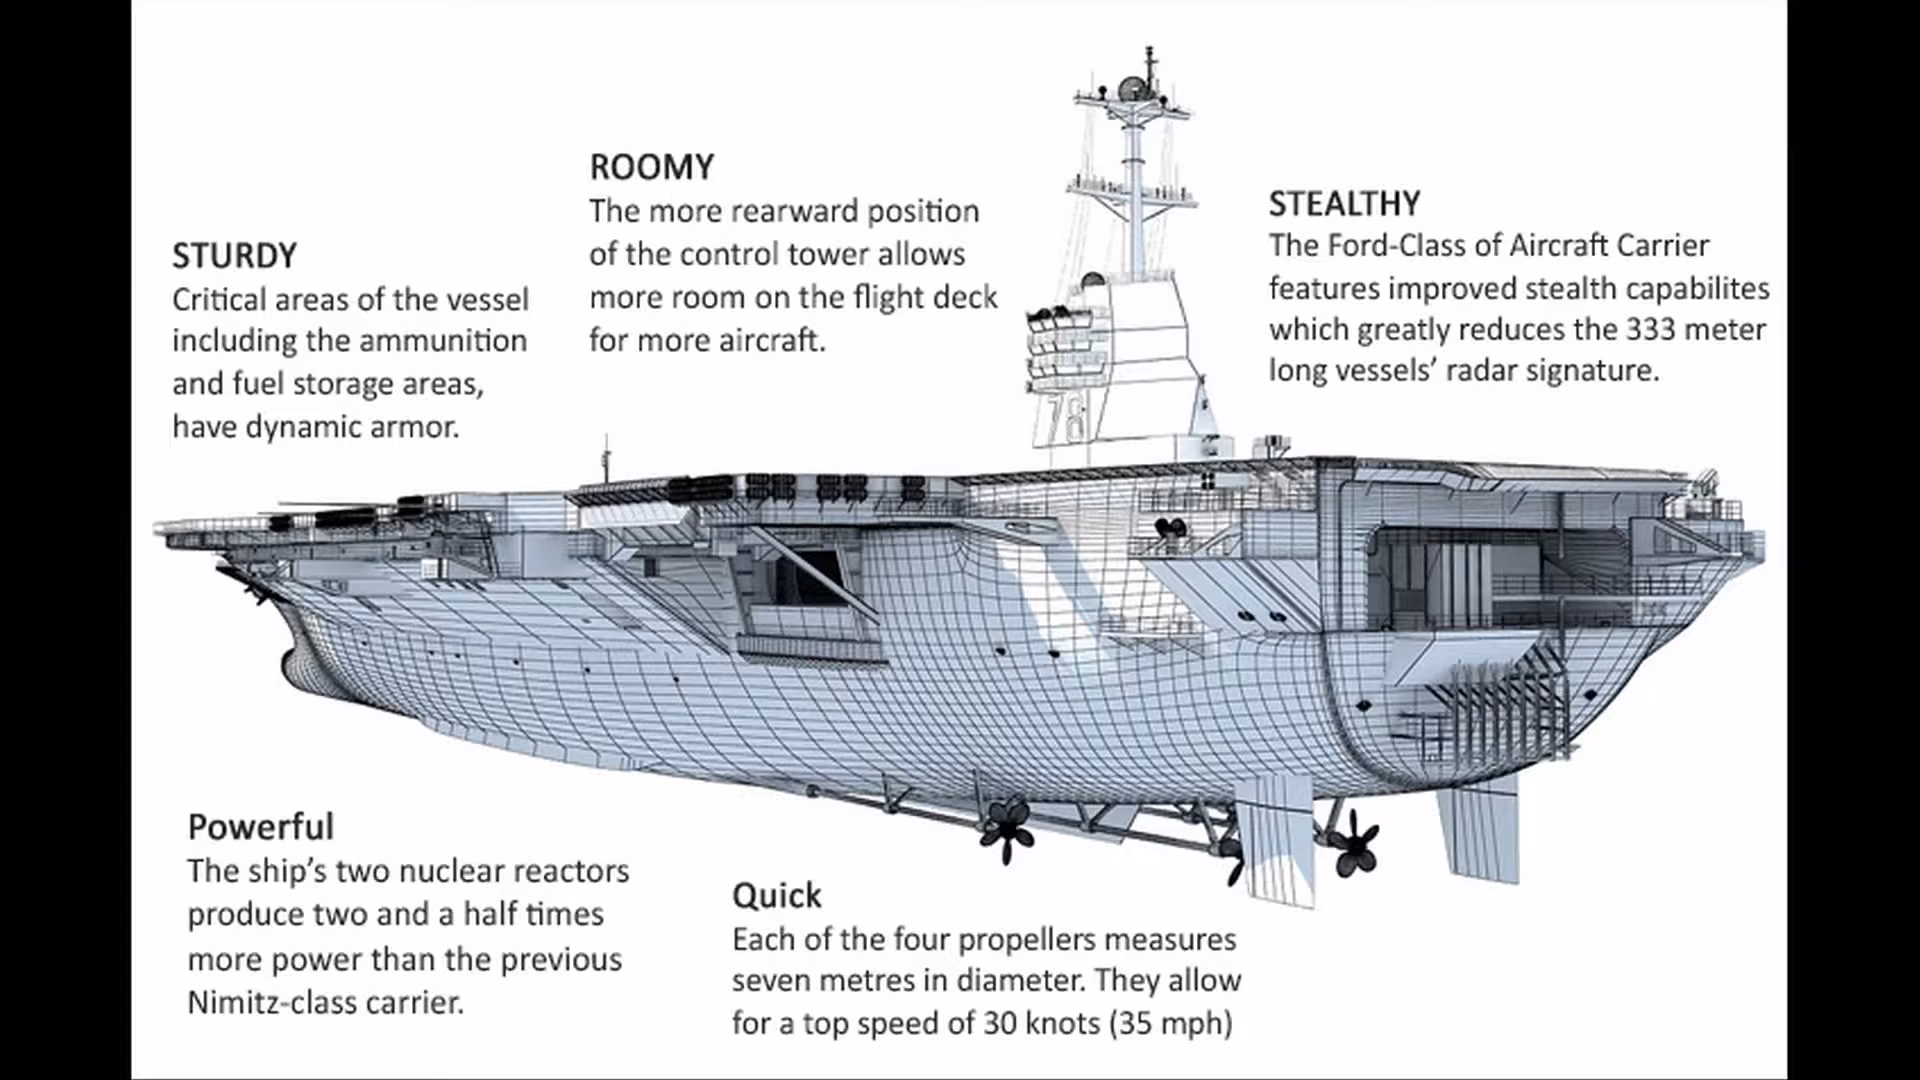 STURDY
Critical areas of the vessel
including the ammunition
and fuel storage areas,
have dynamic armor.
ROOMY
The more rearward position
of the control tower allows
more room on the flight deck
for more aircraft.
STEALTHY
The Ford-Class of Aircraft Carrier
features improved stealth capabilites
which greatly reduces the 333 meter
long vessels’ radar signature.
78
Powerful
The ship’s two nuclear reactors
produce two and a half times
more power than the previous
Nimitz-class carrier.
Quick
Each of the four propellers measures
seven metres in diameter. They allow
for a top speed of 30 knots (35 mph)